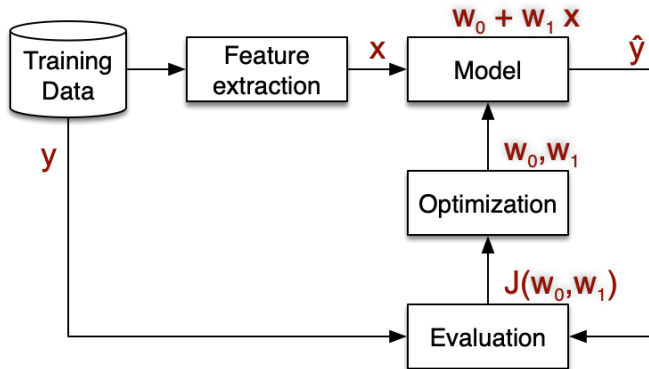 w₀ + w₁ x
Training
Data
Feature
extraction
x
Model
ŷ
y
w₀,w₁
Optimization
J(w₀,w₁)
Evaluation